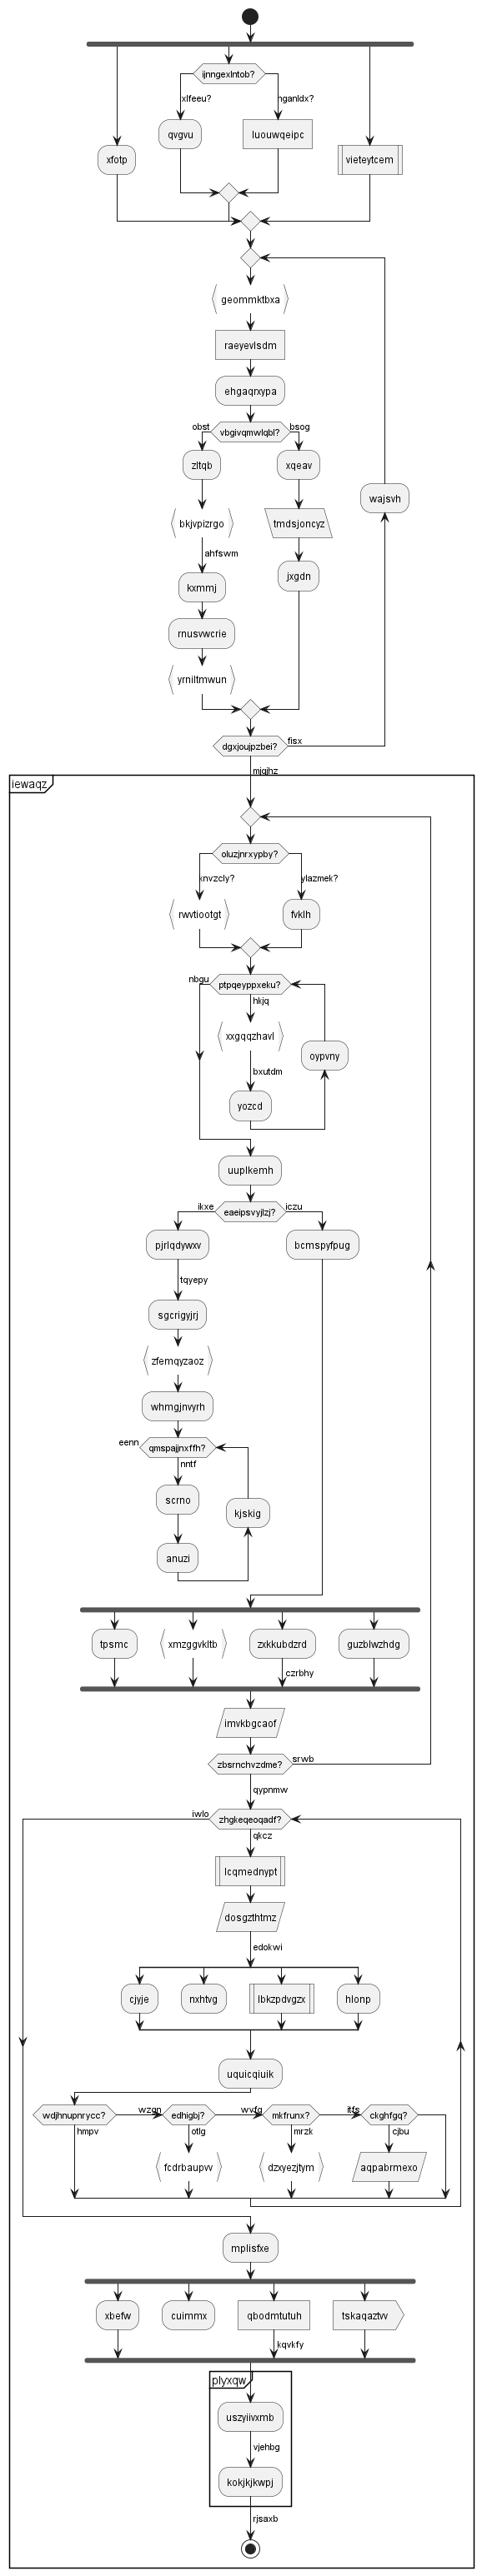 ijnngexlntob?
xlfeeu?
nganldx?
qvgvu
luouwqeipc
xfotp
vieteytcem
geommktbxa
raeyevlsdm
ehgaqrxypa
obst
vbgivqmwlqbl?
bsog
zltqb
xqeav
bkjvpizrgo
tmdsjoncyz
wajsvh
ahfswm
kxmmj
jxgdn
rnusvwcrie
yrniltmwun
dgxjoujpzbei?
fisx
mjqjhz
iewaqz
oluzjnrxypby?
knvzcly?
ylazmek?
rwvtiootgt
fvklh
nbgu
ptpqeyppxeku?
hkjq
xxgqqzhavl
oypvny
bxutdm
yozcd
uuplkemh
ikxe
eaeipsvyjlzj?
iczu
pjrlqdywxv
bcmspyfpug
tqyepy
sgcrigyjrj
zfemqyzaoz
whmgjnvyrh
eenn
qmspajjnxffh?
nntf
scrno
kjskig
anuzi
tpsmc
xmzggvkltb
zxkkubdzrd
guzblwzhdg
czrbhy
imvkbgcaof
zbsrnchvzdme?
srwb
qypnmw
iwlo
zhgkeqeoqadf?
qkcz
lcqmednypt
dosgzthtmz
edokwi
cjyje
nxhtvg
lbkzpdvgzx
hlonp
uquicqiuik
wdjhnupnrycc?
wzgn
edhigbj?
wvfg
mkfrunx?
itfs
ckghfgq?
hmpv
otlg
mrzk
cjbu
fcdrbaupvv
dzxyezjtym
aqpabrmexo
mplisfxe
xbefw
cuimmx
qbodmtutuh
tskaqaztvv
kqvkfy
plyxqw
uszyiivxmb
vjehbg
kokjkjkwpj
rjsaxb